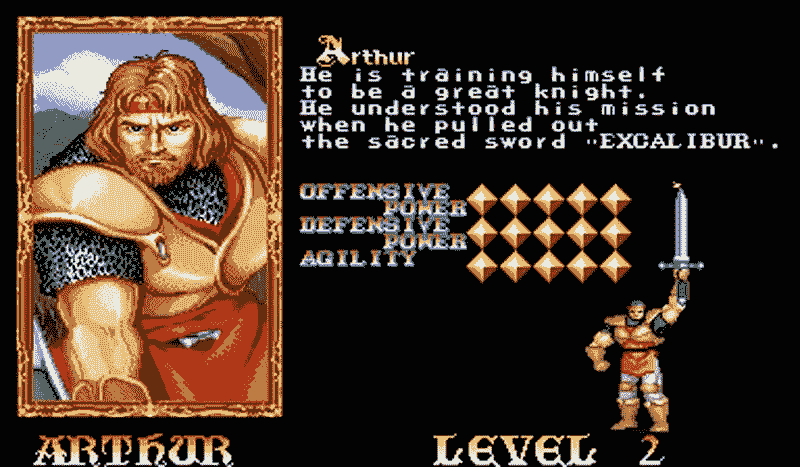 Arthur
He is training himself
to be a great knight.
He understood his mission
when he pulled out
the sacred sword "EXCALIBUR".
OFFENSIVE
POWER
DEFENSIVE
POWER
AGILITY
ARTHUR
LEVEL 2